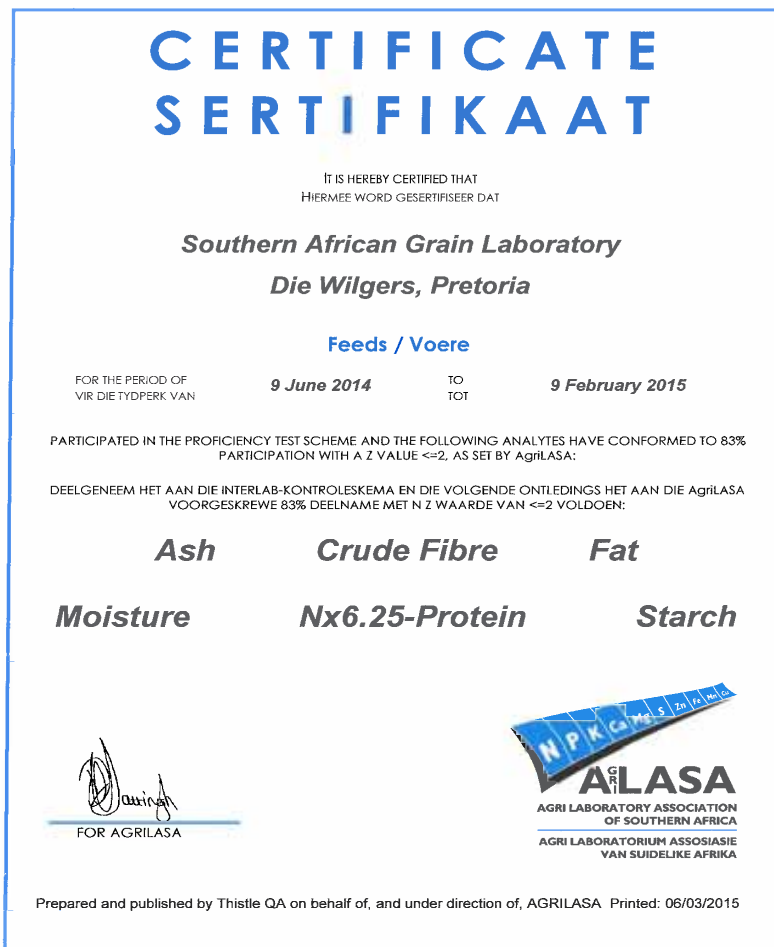 CERTIFICATE
SERTIFIKAAT
IT IS HEREBY CERTIFIED THAT
HIERMEE WORD GESERTIFISEER DAT
Southern African Grain Laboratory
Die Wilgers, Pretoria
Feeds / Voere
FOR THE PERIOD OF 9 June 2014 TO 9 February 2015
VIR DIE TYDPERK VAN TOT
PARTICIPATED IN THE PROFICIENCY TEST SCHEME AND THE FOLLOWING ANALYTES HAVE CONFORMED TO 83%
PARTICIPATION WITH A Z VALUE <=2, AS SET BY AgriLASA:
DEELGENEEM HET AAN DIE INTERLAB-KONTROLESKEMA EN DIE VOLGENDE ONTLEDINGS HET AAN DIE AgriLASA
VOORGESKREWE 83% DEELNAME MET N Z WAARDE VAN <=2 VOLDOEN:
Ash Crude Fibre Fat
Moisture Nx6.25-Protein Starch
N P K Ca Mg S Zn Fe Mn Cu
AGRILASA
AGRI LABORATORY ASSOCIATION
OF SOUTHERN AFRICA
AGRI LABORATORIUM ASSOSIASIE
VAN SUIDELIKE AFRIKA
FOR AGRILASA
Prepared and published by Thistle QA on behalf of, and under direction of, AGRILASA Printed: 06/03/2015